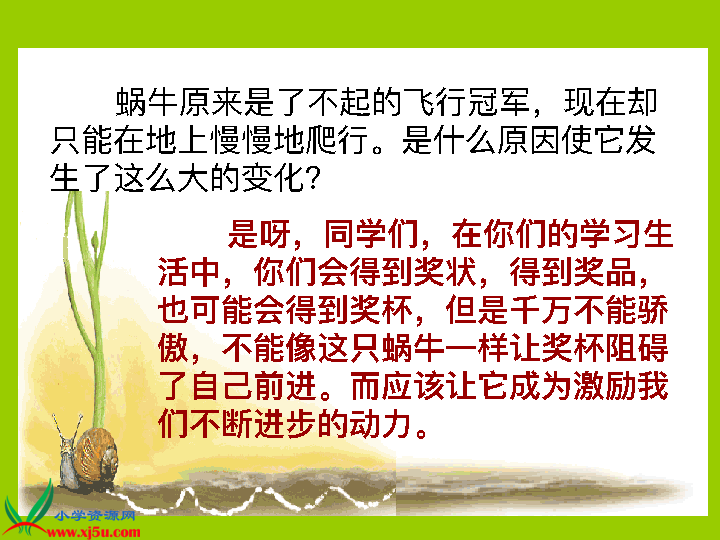 蜗牛原来是了不起的飞行冠军，现在却
只能在地上慢慢地爬行。是什么原因使它发
生了这么大的变化？
是呀，同学们，在你们的学习生
活中，你们会得到奖状，得到奖品，
也可能会得到奖杯，但是千万不能骄
傲，不能像这只蜗牛一样让奖杯阻碍
了自己前进。而应该让它成为激励我
们不断进步的动力。
小学资源网
www.xj5u.com